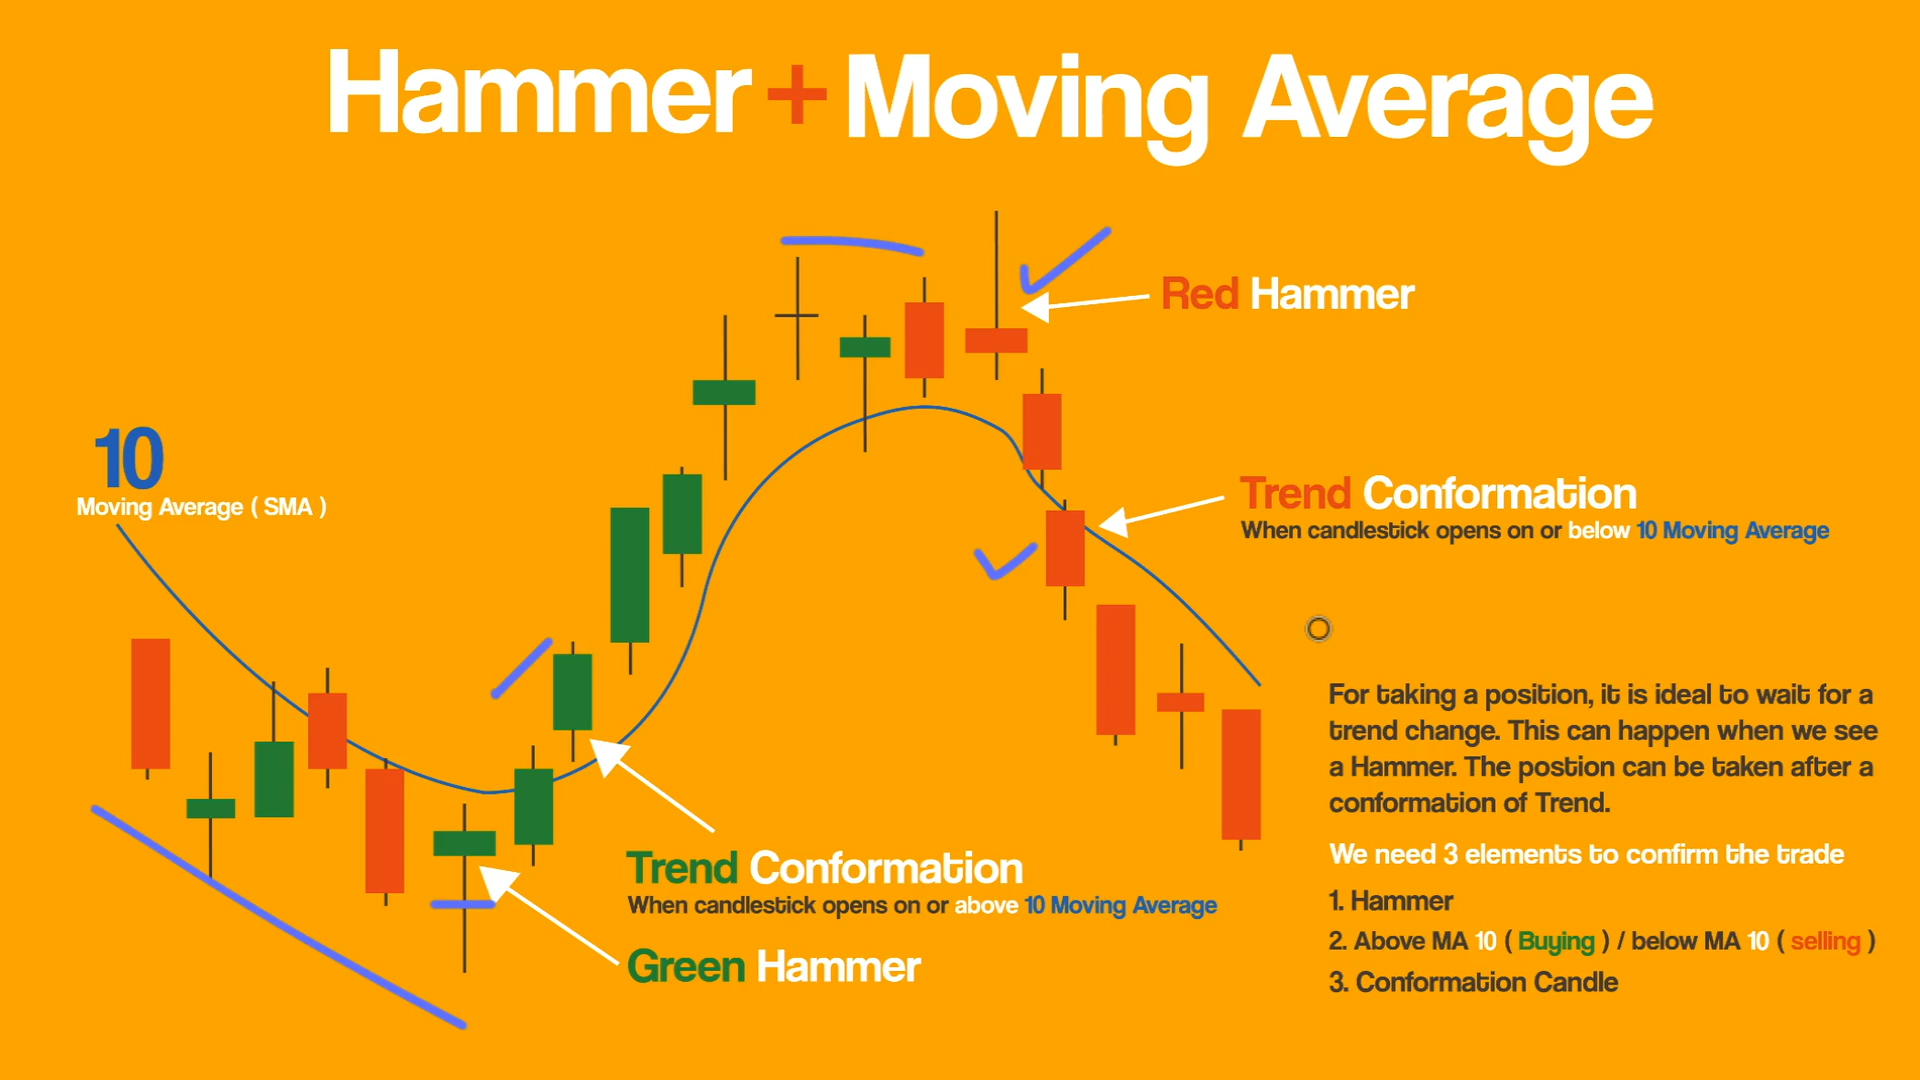 Hammer + Moving Average
Red Hammer
10
Moving Average ( SMA )
Trend Conformation
When candlestick opens on or below 10 Moving Average
For taking a position, it is ideal to wait for a
trend change. This can happen when we see
a Hammer. The postion can be taken after a
conformation of Trend.
We need 3 elements to confirm the trade
1. Hammer
2. Above MA 10 ( Buying ) / below MA 10 ( selling )
3. Conformation Candle
Trend Conformation
When candlestick opens on or above 10 Moving Average
Green Hammer